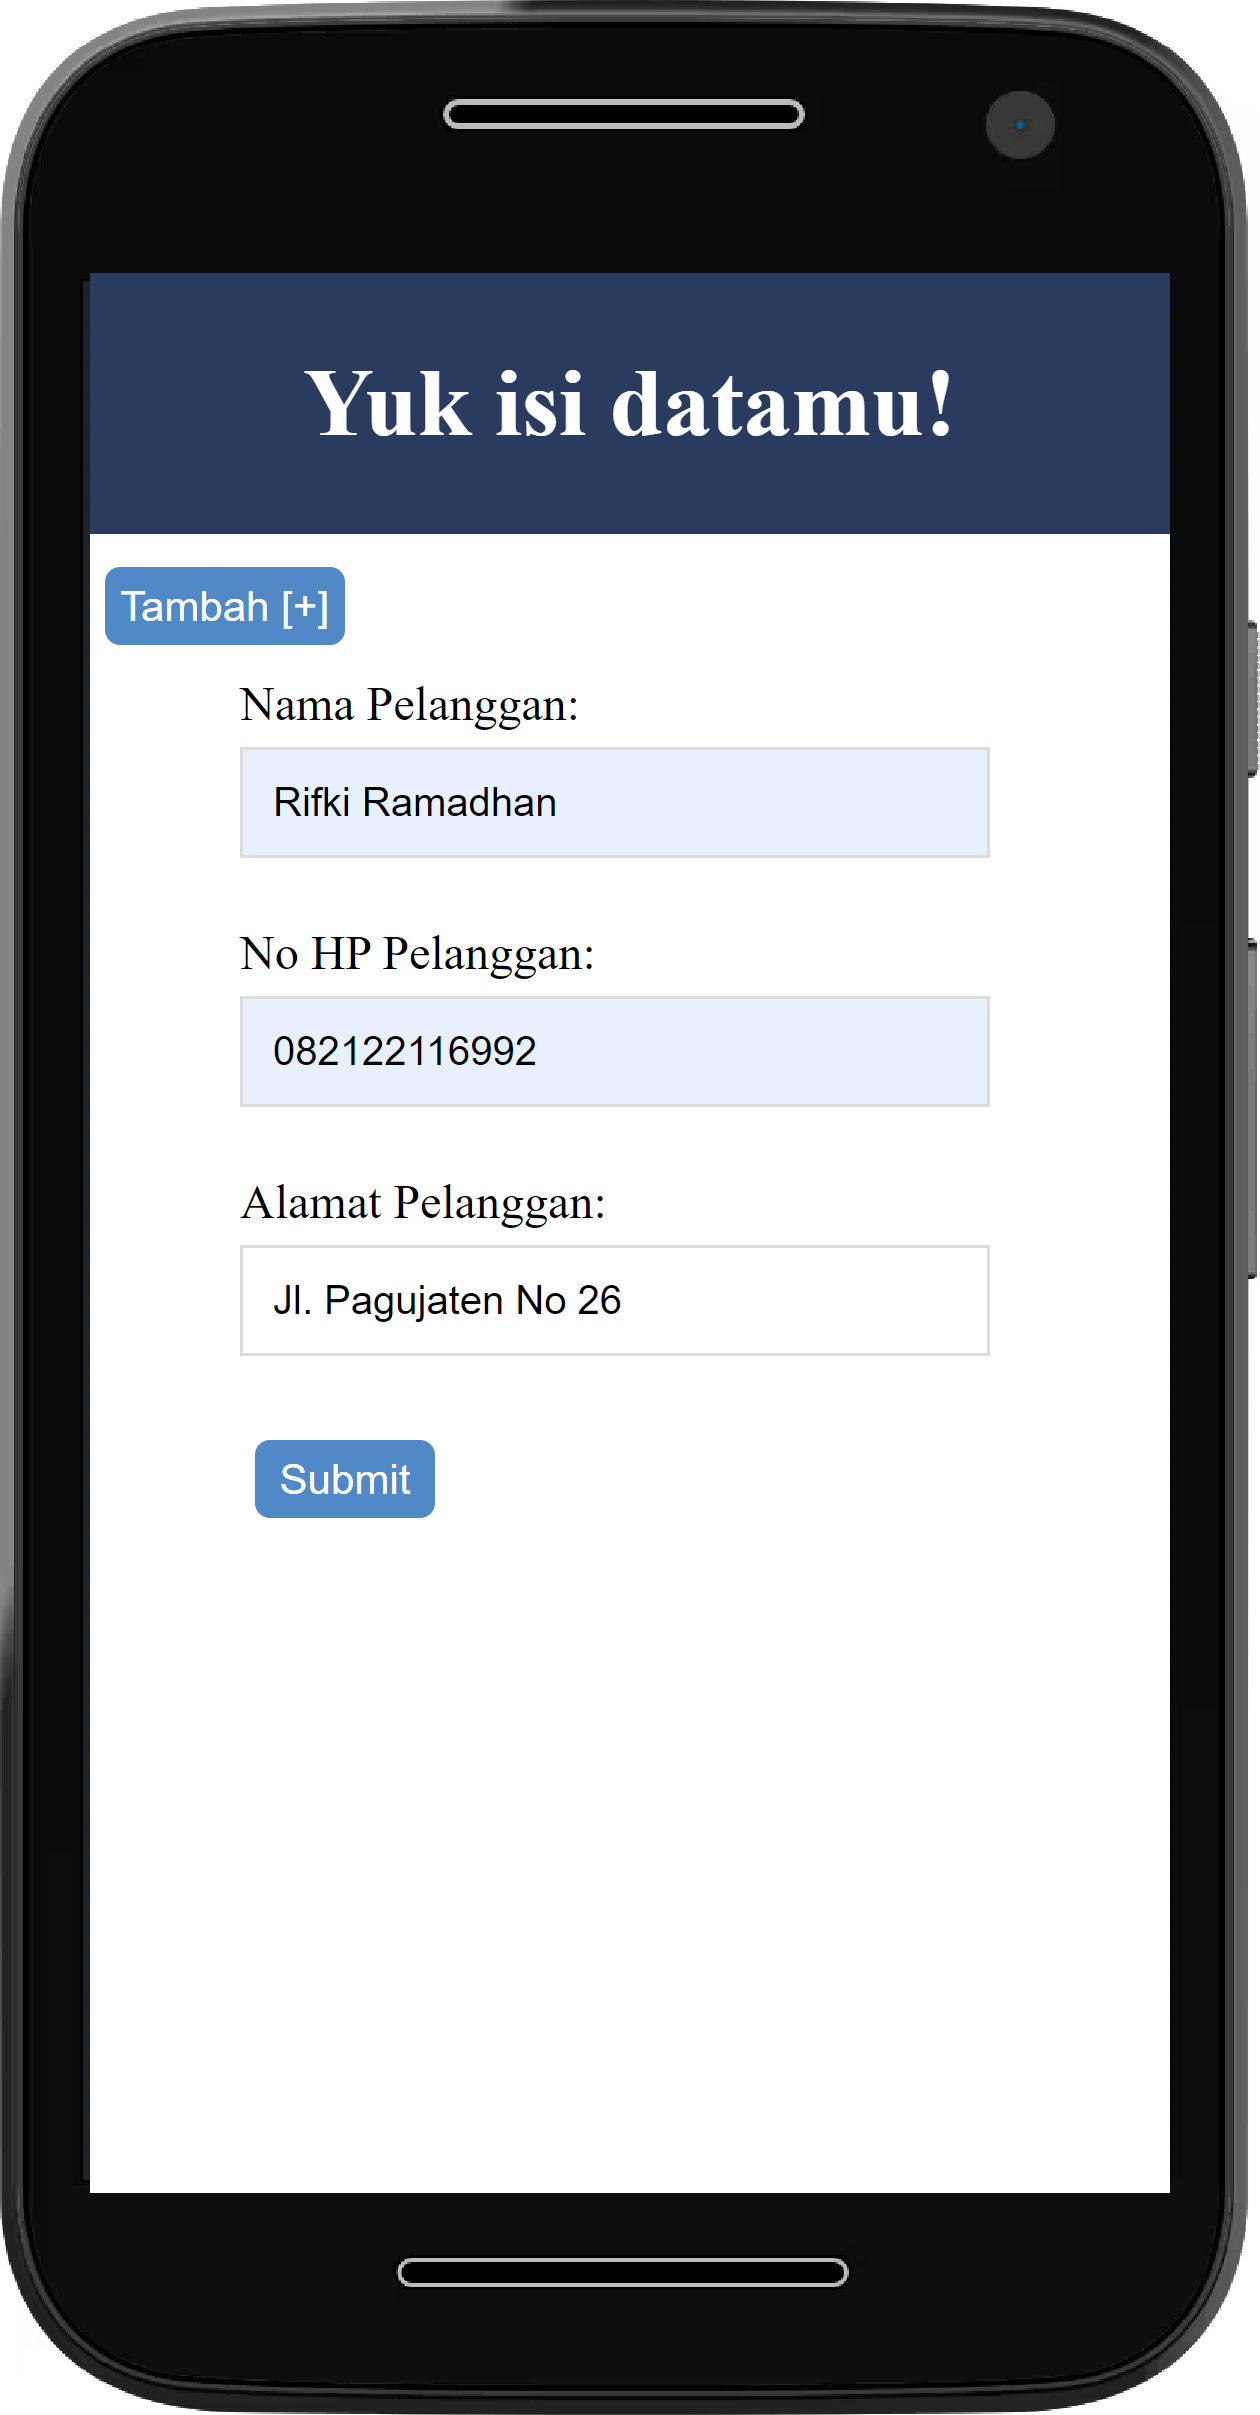 Yuk isi datamu!
Tambah [+]
Nama Pelanggan:
Rifki Ramadhan
No HP Pelanggan:
082122116992
Alamat Pelanggan:
Jl. Pagujaten No 26
Submit